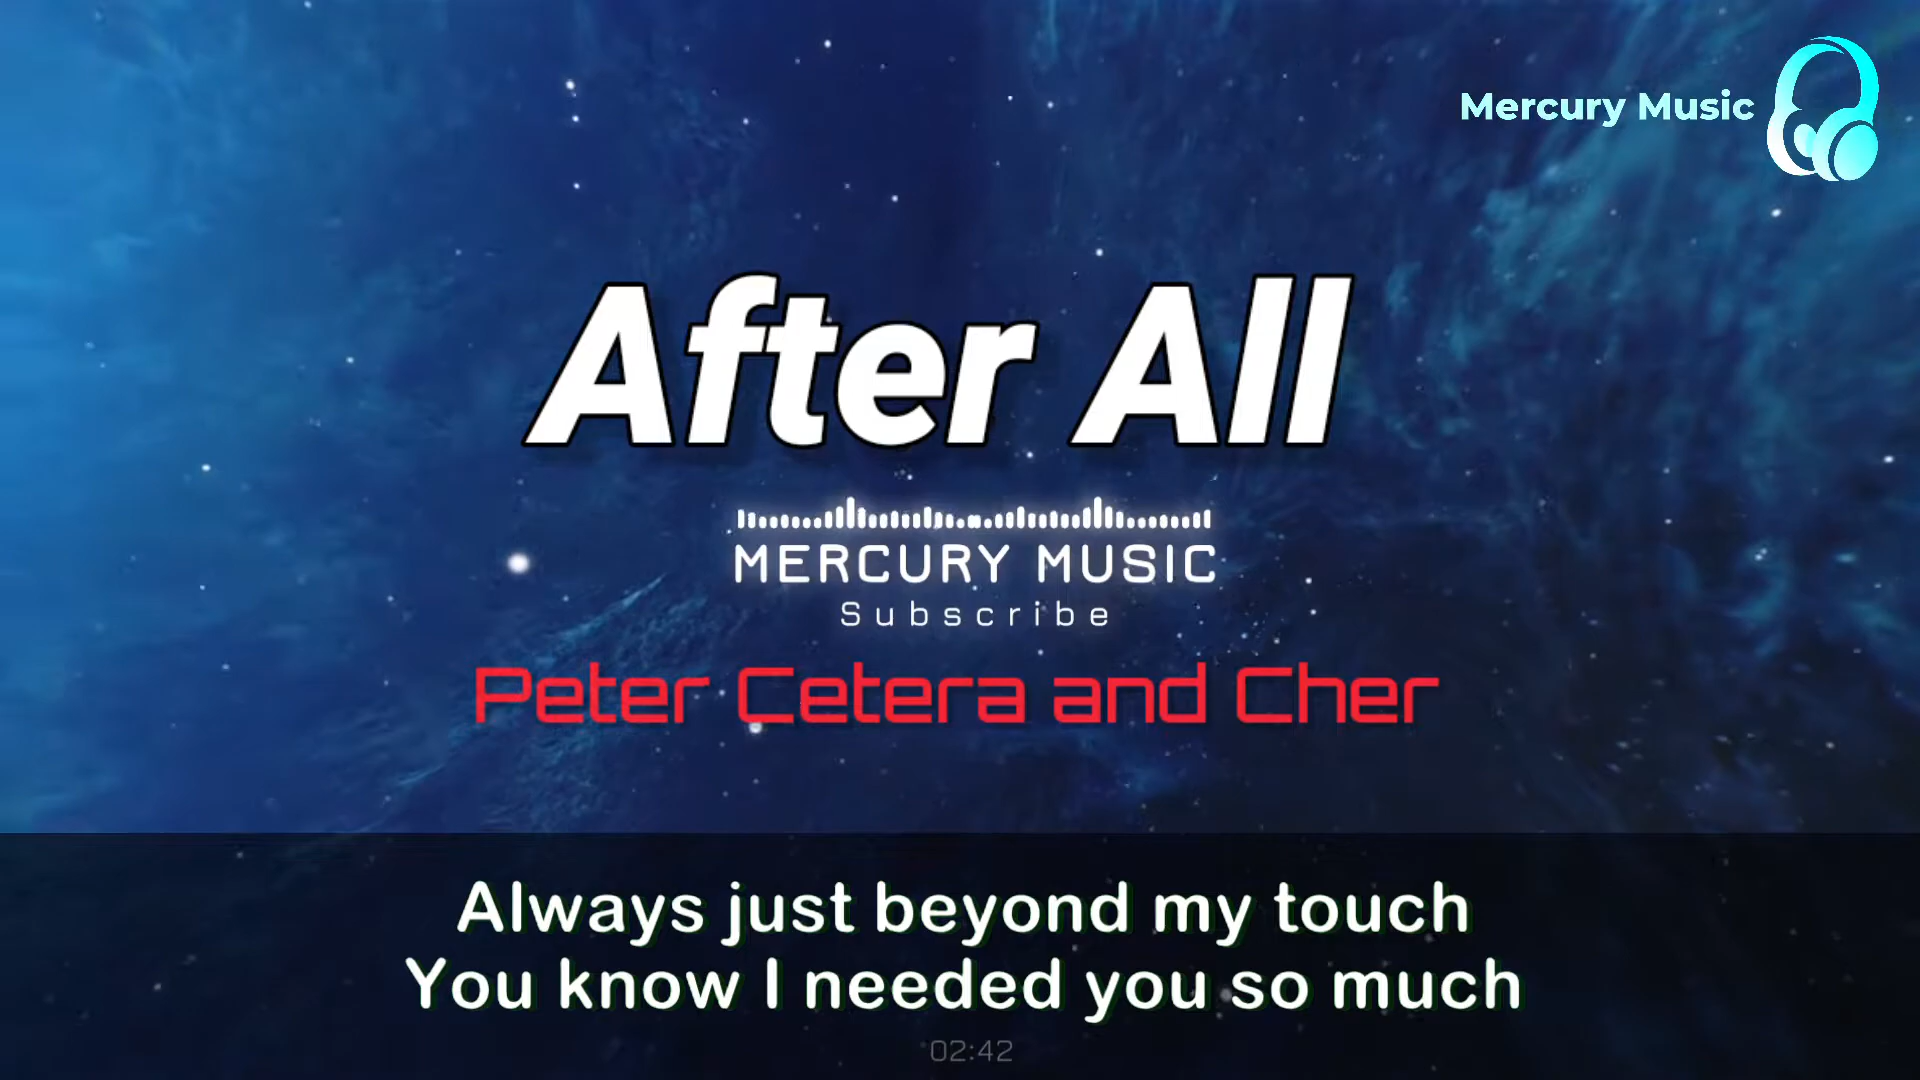 Mercury Music
After All
MERCURY MUSIC
Subscribe
Peter Cetera and Cher
Always just beyond my touch
You know I needed you so much
02:42